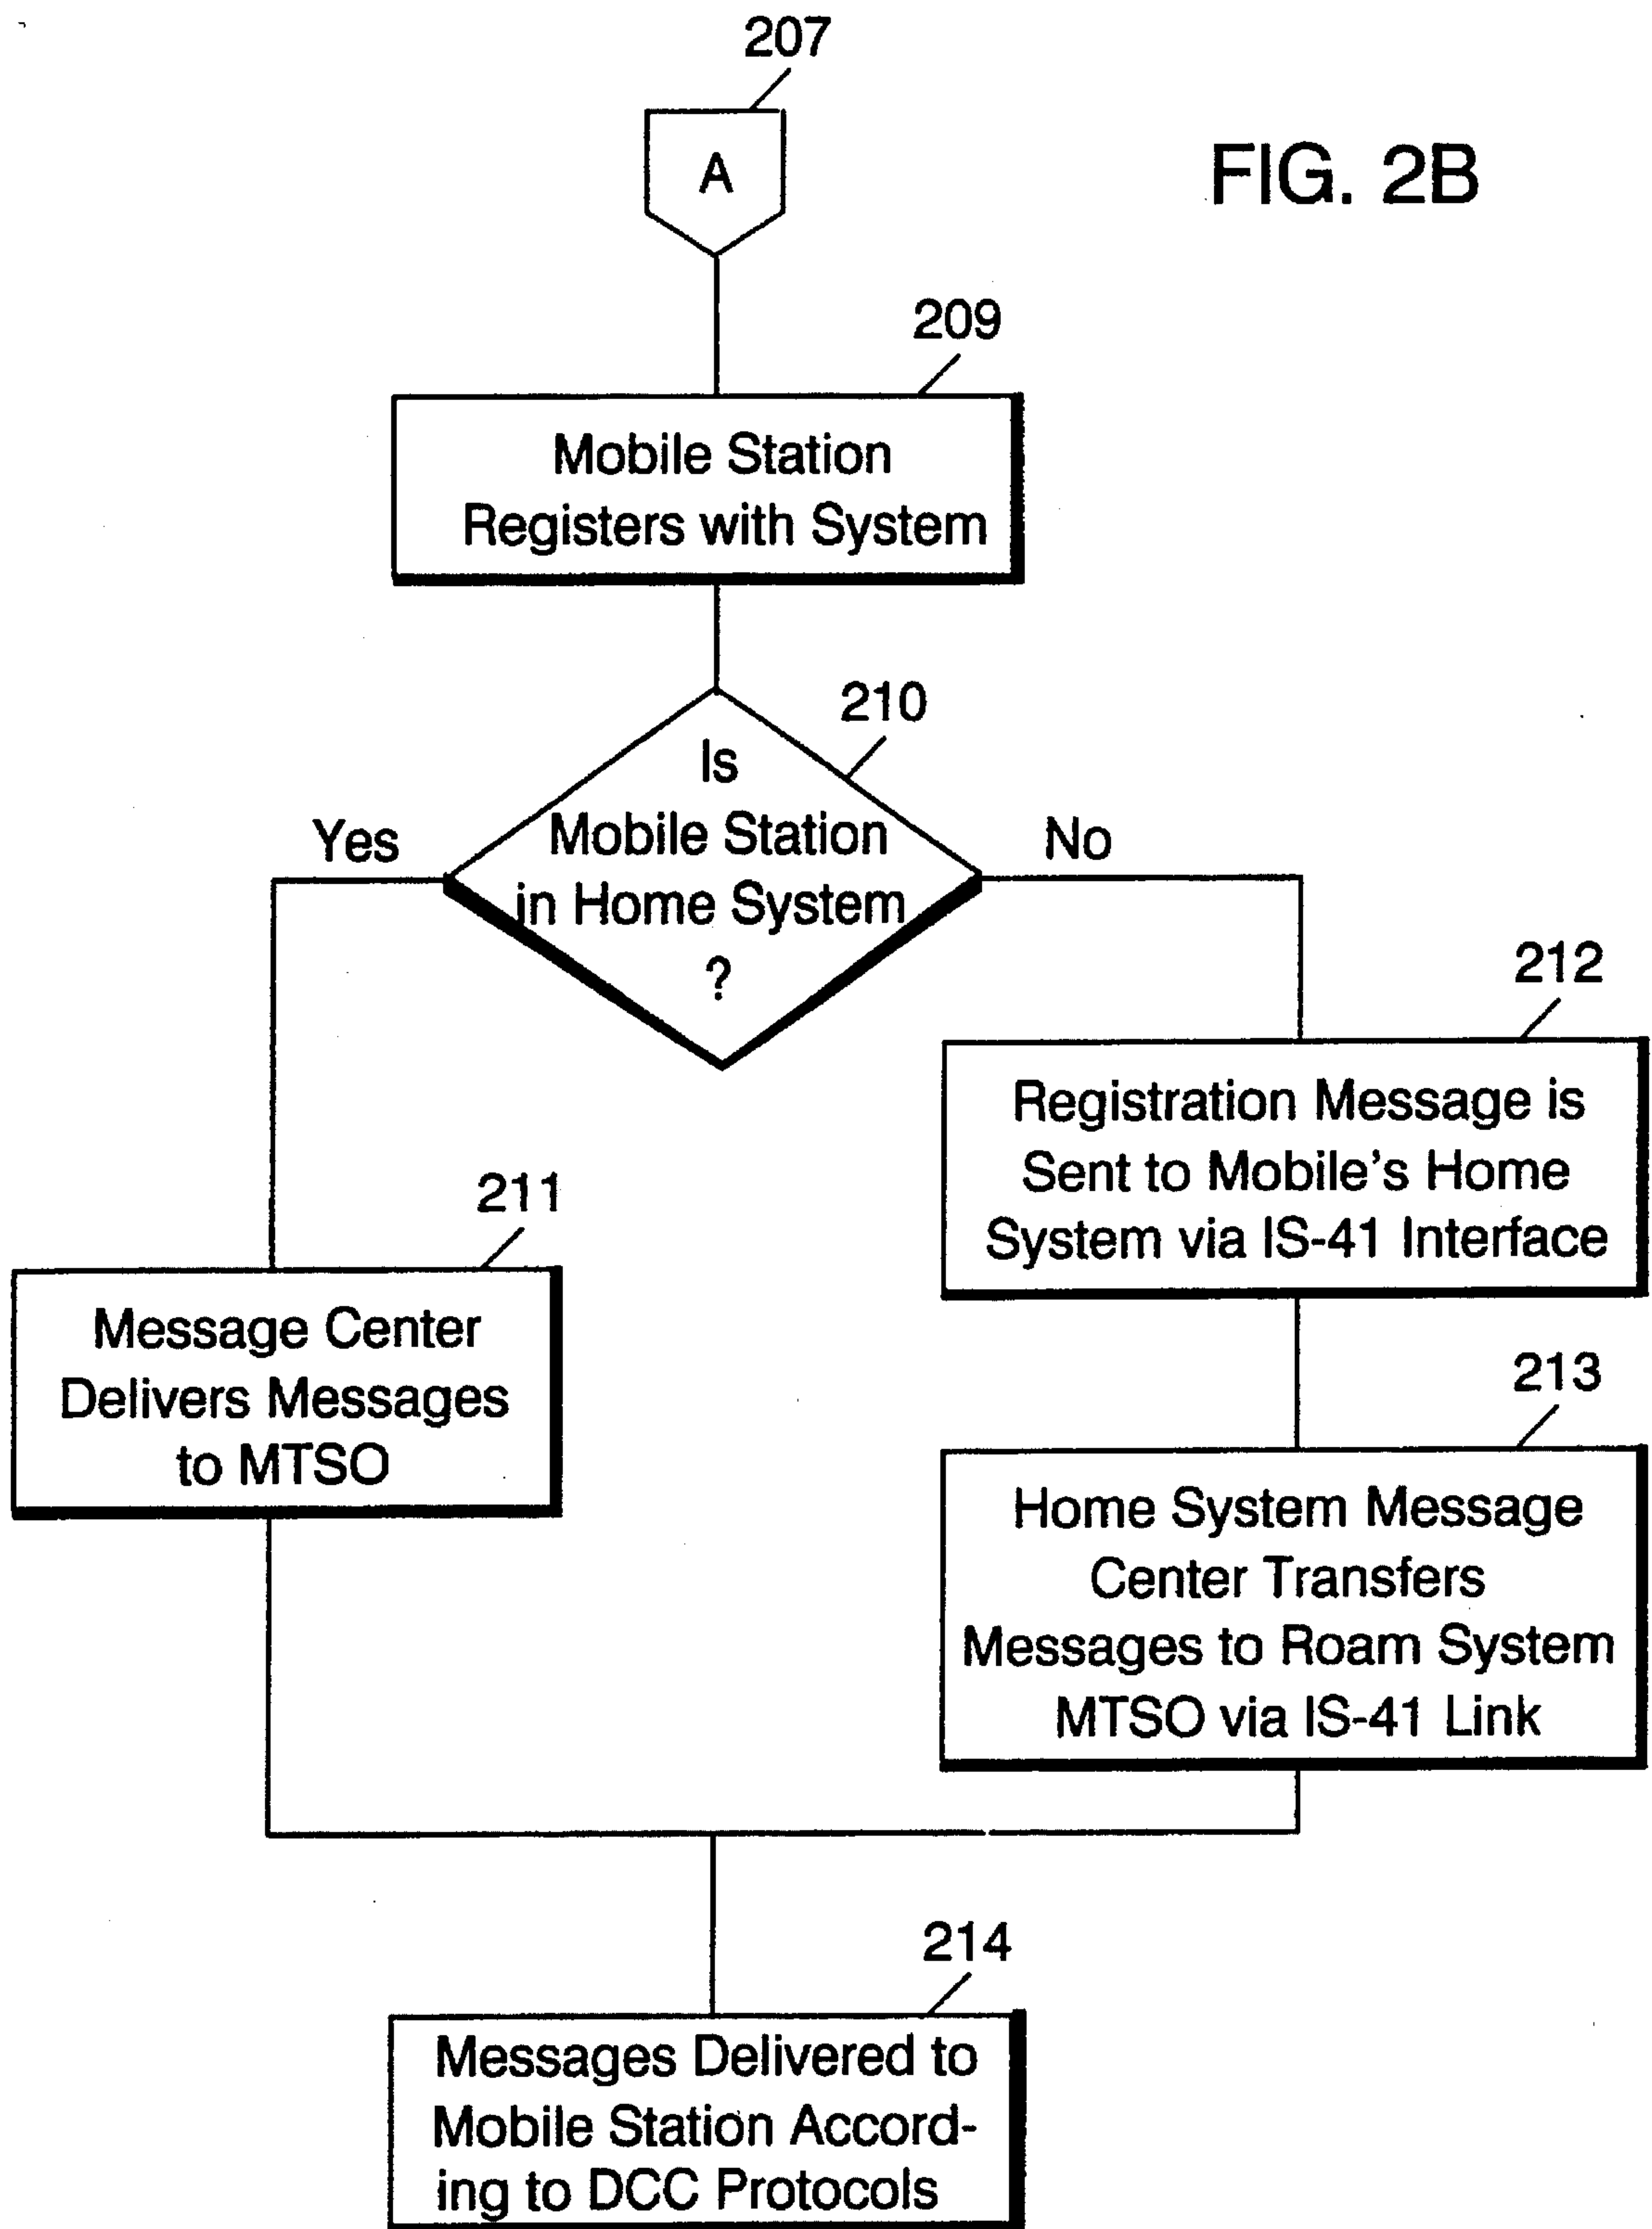 207
A
FIG. 2B
209
Mobile Station
Registers with System
210
Is
Mobile Station
in Home System
?
Yes
No
212
Registration Message is
Sent to Mobile's Home
System via IS-41 Interface
211
Message Center
Delivers Messages
to MTSO
213
Home System Message
Center Transfers
Messages to Roam System
MTSO via IS-41 Link
214
Messages Delivered to
Mobile Station Accord-
ing to DCC Protocols